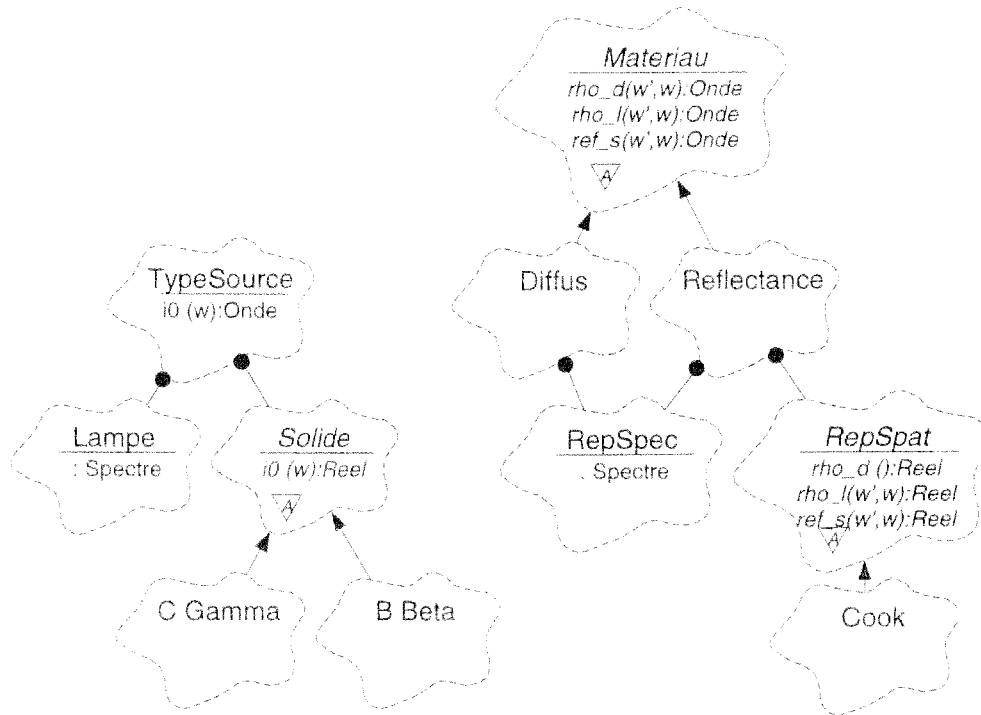 Materiau
rho_d(w',w):Onde
rho_l(w',w):Onde
ref_s(w',w):Onde
A
TypeSource
i0 (w):Onde
Diffus
Reflectance
Lampe
: Spectre
Solide
i0 (w):Reel
A
RepSpec
: Spectre
RepSpat
rho_d ():Reel
rho_l(w',w):Reel
ref_s(w',w):Reel
A
C Gamma
B Beta
Cook